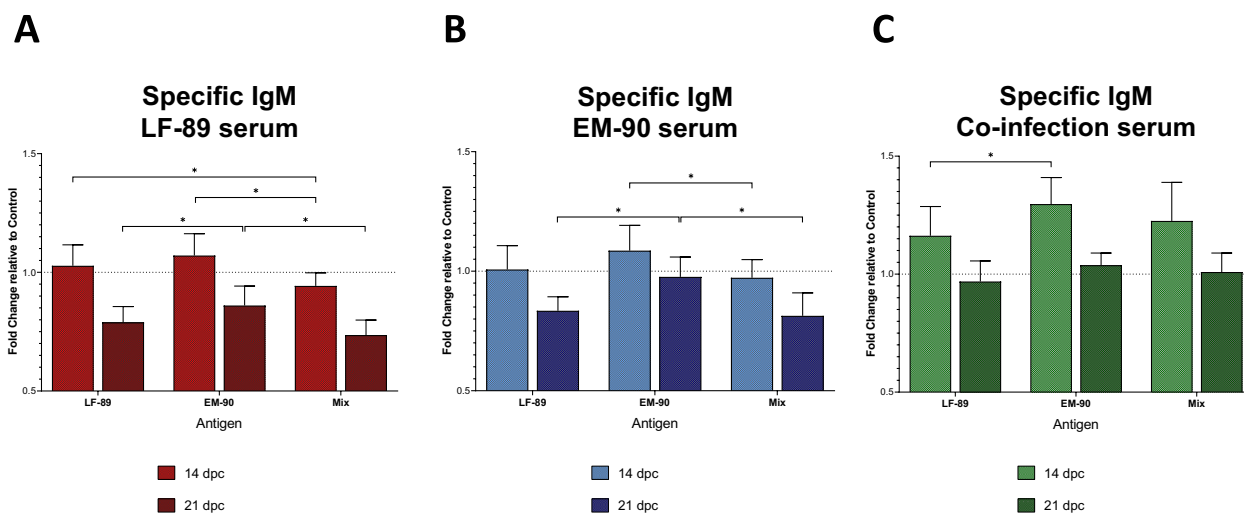 A
Specific IgM
LF-89 serum
Fold Change relative to Control
1.5
1.0
0.5
*
*
*
*
LF-89
EM-90
Mix
Antigen
14 dpc
21 dpc
B
Specific IgM
EM-90 serum
Fold Change relative to Control
1.5
1.0
0.5
*
*
*
LF-89
EM-90
Mix
Antigen
14 dpc
21 dpc
C
Specific IgM
Co-infection serum
Fold Change relative to Control
1.5
1.0
0.5
*
LF-89
EM-90
Mix
Antigen
14 dpc
21 dpc